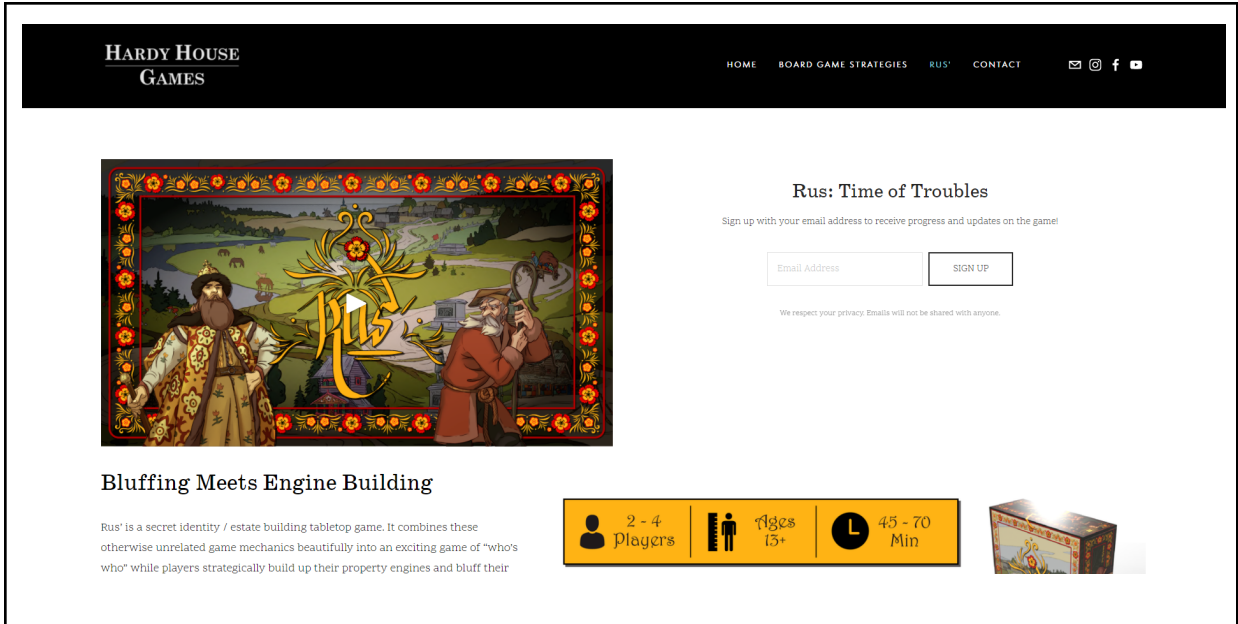 HARDY HOUSE
GAMES
HOME BOARD GAME STRATEGIES RUS' CONTACT
Rus
Rus: Time of Troubles
Sign up with your email address to receive progress and updates on the game!
Email Address SIGN UP
We respect your privacy. Emails will not be shared with anyone.
Bluffing Meets Engine Building
Rus' is a secret identity / estate building tabletop game. It combines these
otherwise unrelated game mechanics beautifully into an exciting game of "who's
who" while players strategically build up their property engines and bluff their
2 - 4
Players
Ages
13+
45 - 70
Min